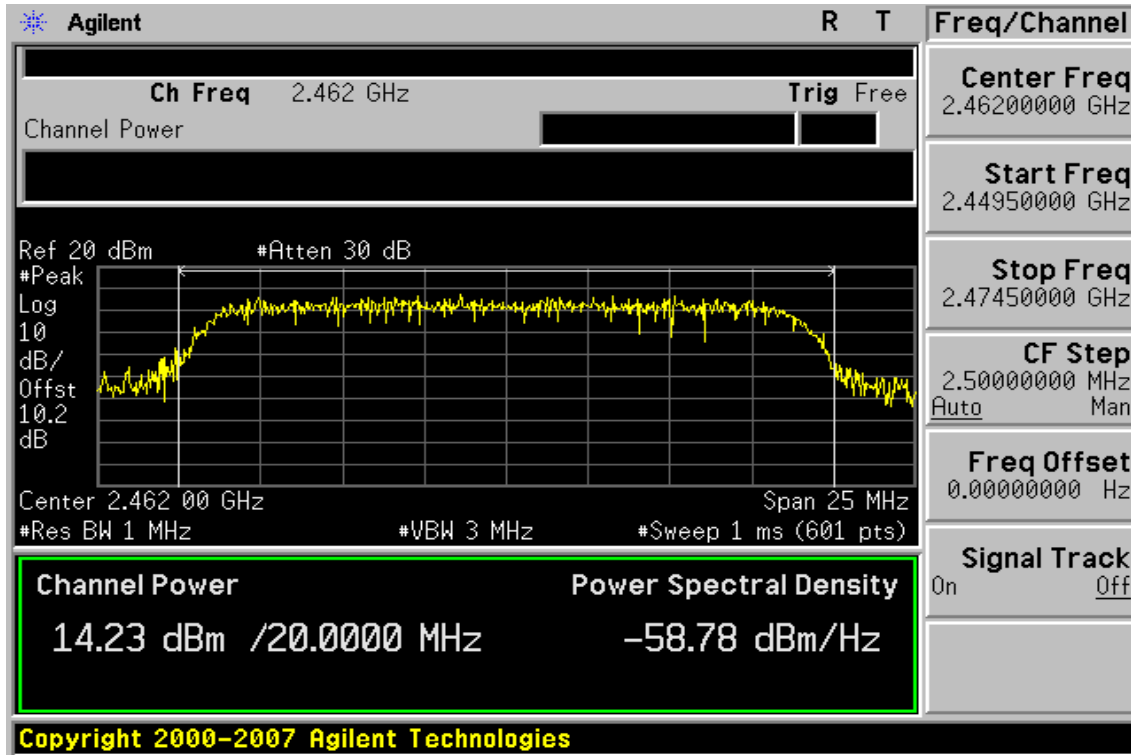 Agilent R T
Ch Freq 2.462 GHz Trig Free
Channel Power
Ref 20 dBm #Atten 30 dB
#Peak
Log
10
dB/
Offst
10.2
dB
Center 2.462 00 GHz Span 25 MHz
#Res BW 1 MHz #VBW 3 MHz #Sweep 1 ms (601 pts)
Channel Power Power Spectral Density
14.23 dBm /20.0000 MHz -58.78 dBm/Hz
Freq/Channel
Center Freq
2.46200000 GHz
Start Freq
2.44950000 GHz
Stop Freq
2.47450000 GHz
CF Step
2.50000000 MHz
Auto Man
Freq Offset
0.00000000 Hz
Signal Track
On Off
Copyright 2000-2007 Agilent Technologies